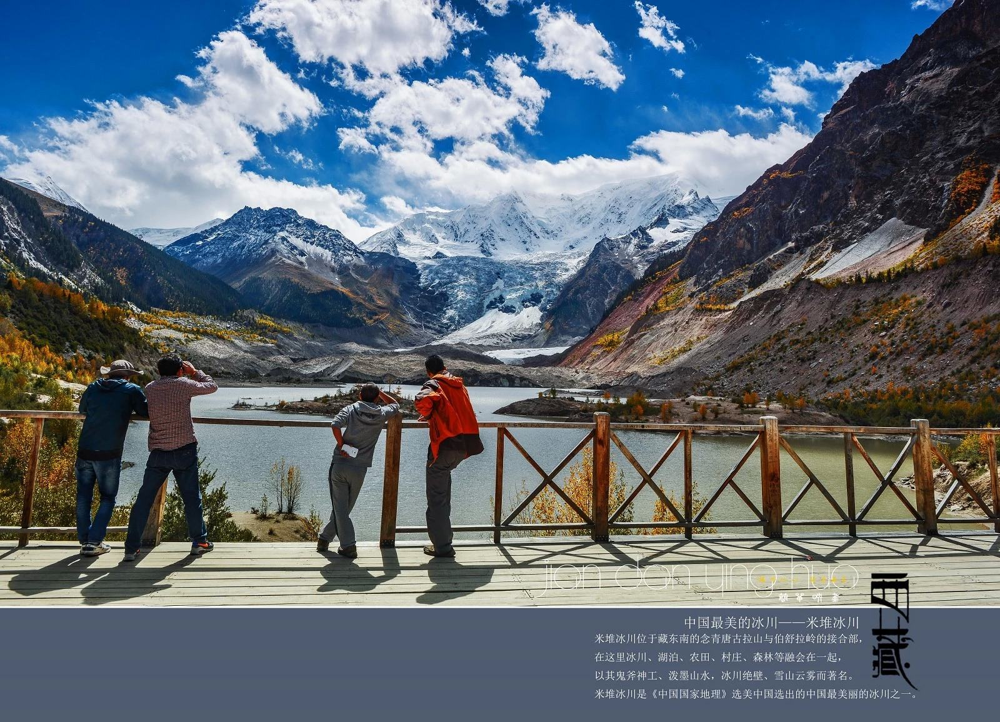 jian dan ying hua
西藏
中国最美的冰川——米堆冰川
米堆冰川位于藏东南的念青唐古拉山与伯舒拉岭的接合部，
在这里冰川、湖泊、农田、村庄、森林等融会在一起，
以其鬼斧神工、泼墨山水，冰川绝壁、雪山云雾而著名。
米堆冰川是《中国国家地理》选美中国选出的中国最美丽的冰川之一。